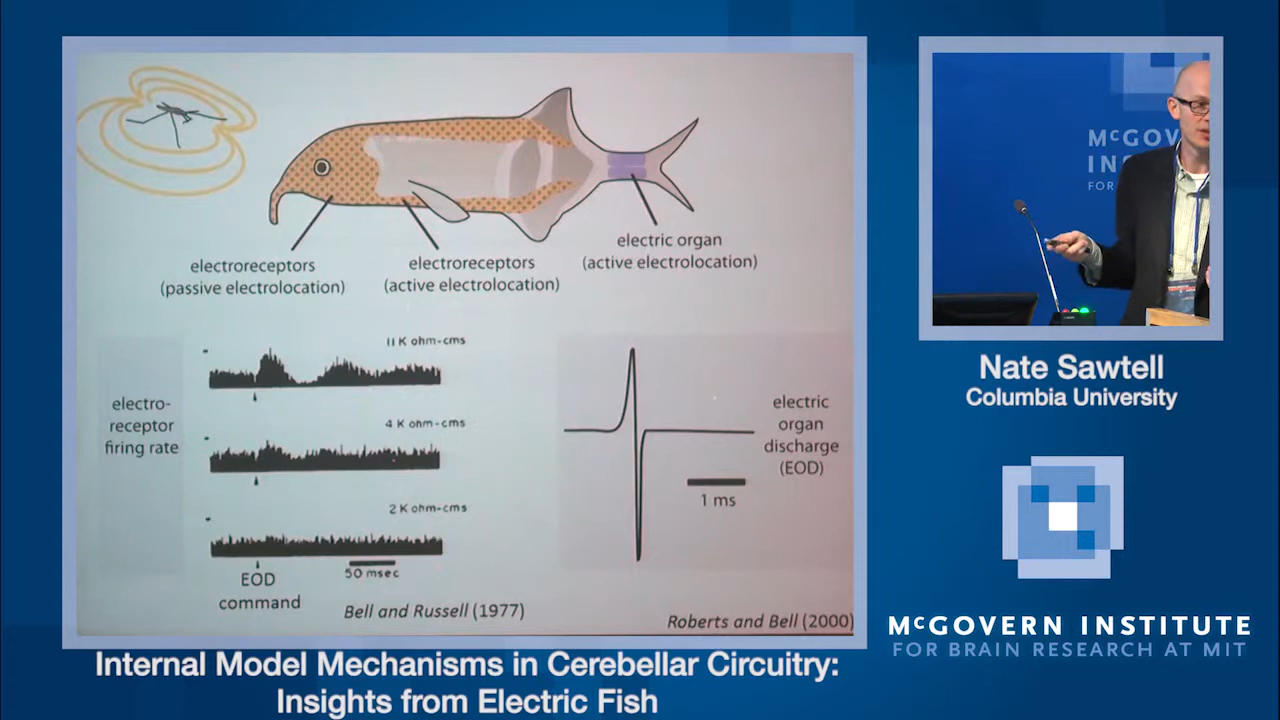 electroreceptors
(passive electrolocation)
electroreceptors
(active electrolocation)
electric organ
(active electrolocation)
electro-
receptor
firing rate
11 K ohm-cms
4 K ohm-cms
2 K ohm-cms
50 msec
EOD
command
Bell and Russell (1977)
1 ms
electric
organ
discharge
(EOD)
Roberts and Bell (2000)
MCGOV
IN
FOR
Nate Sawtell
Columbia University
MCGOVERN INSTITUTE
FOR BRAIN RESEARCH AT MIT
Internal Model Mechanisms in Cerebellar Circuitry:
Insights from Electric Fish